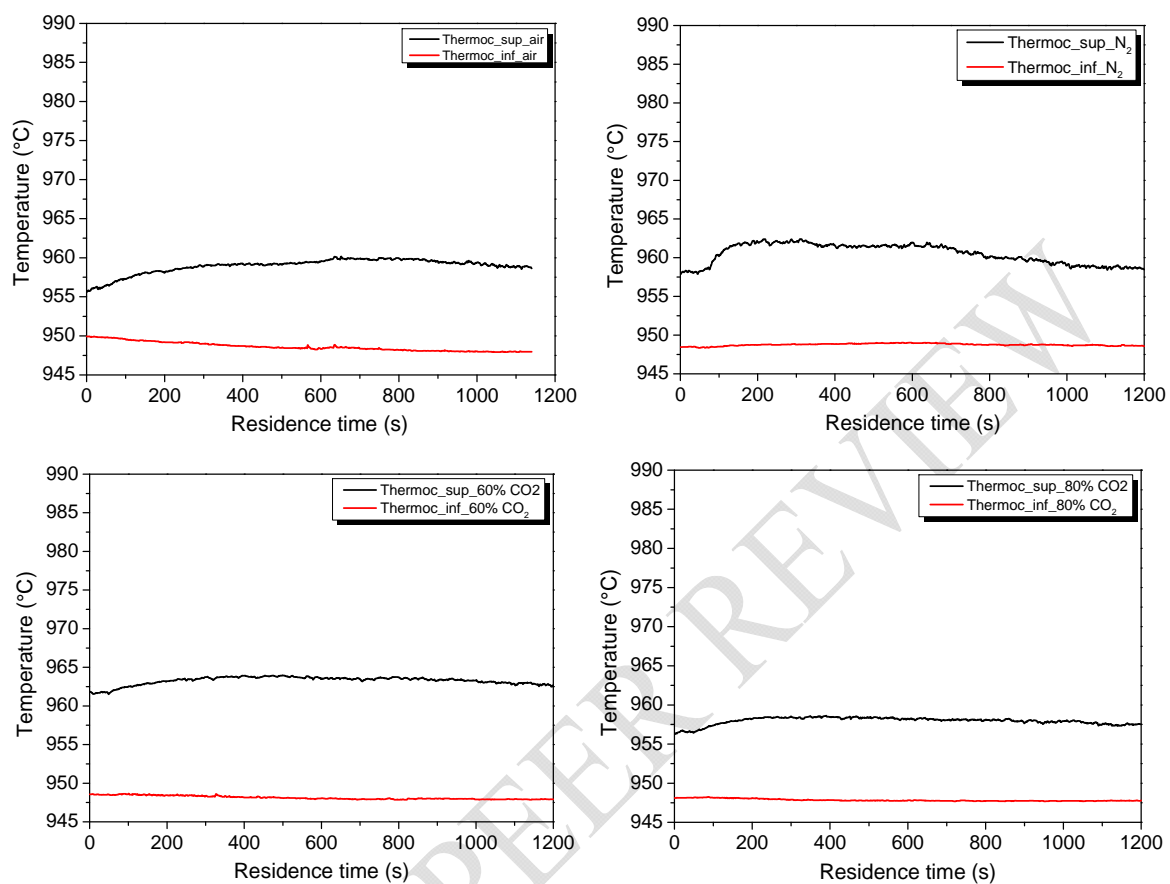 990
985
980
975
970
965
960
955
950
945
Temperature (°C)
Thermoc_sup_air
Thermoc_inf_air
0 200 400 600 800 1000 1200
Residence time (s)
990
985
980
975
970
965
960
955
950
945
Temperature (°C)
Thermoc_sup_N₂
Thermoc_inf_N₂
0 200 400 600 800 1000 1200
Residence time (s)
990
985
980
975
970
965
960
955
950
945
Temperature (°C)
Thermoc_sup_60% CO2
Thermoc_inf_60% CO₂
0 200 400 600 800 1000 1200
Residence time (s)
990
985
980
975
970
965
960
955
950
945
Temperature (°C)
Thermoc_sup_80% CO2
Thermoc_inf_80% CO₂
0 200 400 600 800 1000 1200
Residence time (s)
PEER REVIEW